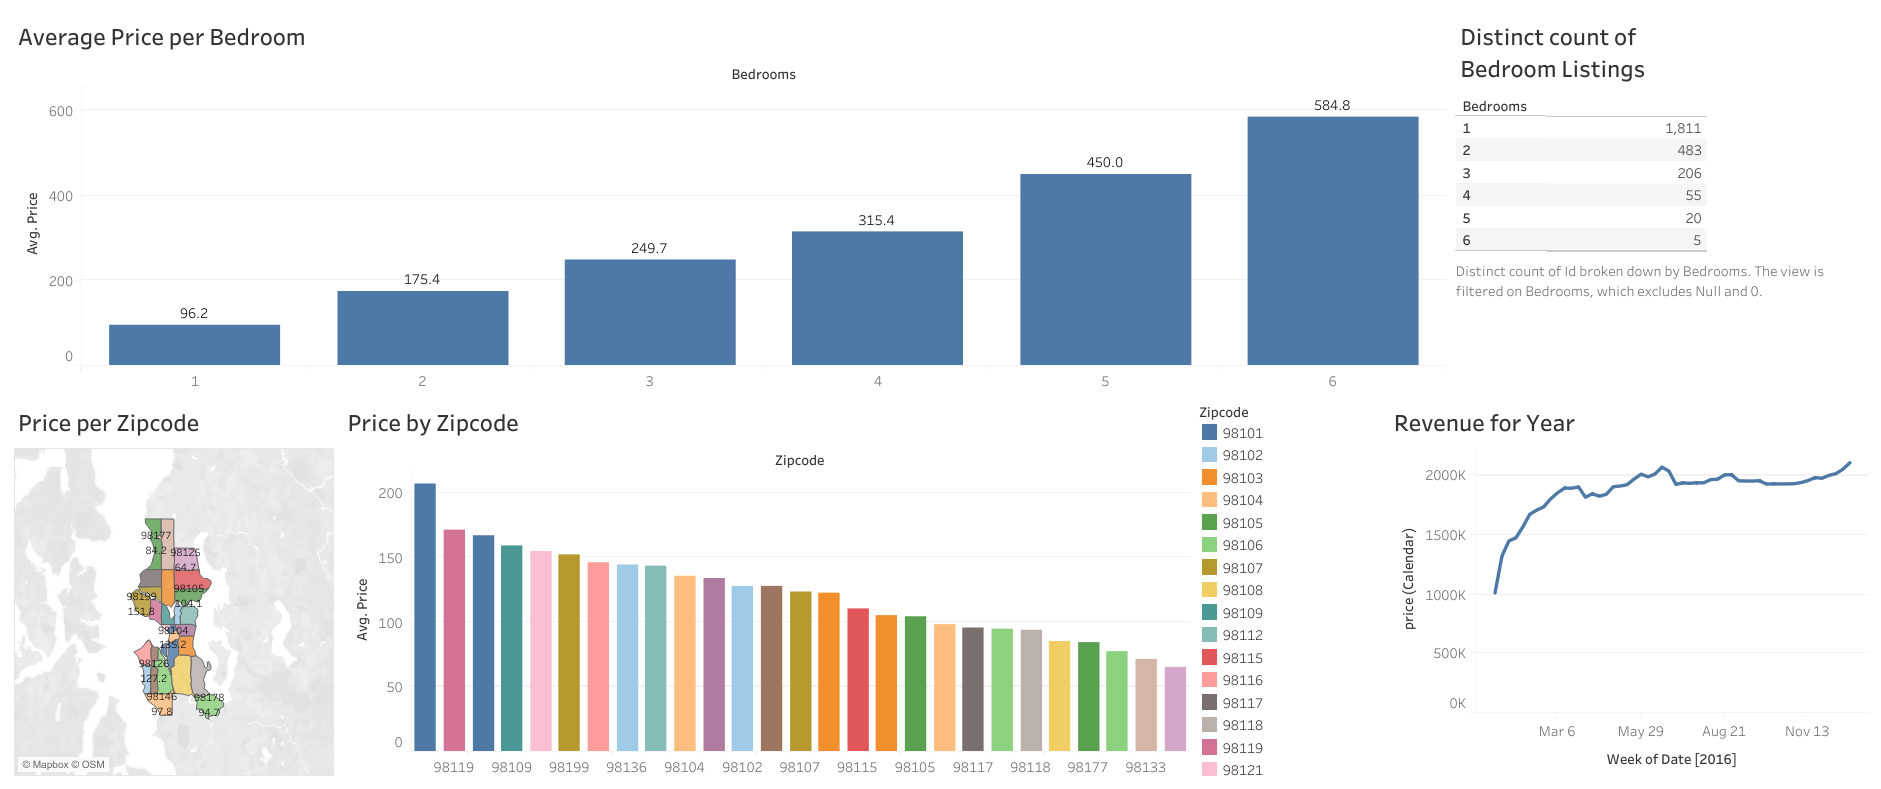 Average Price per Bedroom
Bedrooms
Avg. Price
600
400
200
0
96.2
175.4
249.7
315.4
450.0
584.8
1 2 3 4 5 6
Distinct count of
Bedroom Listings
Bedrooms
1 1,811
2 483
3 206
4 55
5 20
6 5
Distinct count of Id broken down by Bedrooms. The view is
filtered on Bedrooms, which excludes Null and 0.
Price per Zipcode
98177
84.2
98125
64.7
98105
104.1
98199
151.8
98104
135.2
98126
127.2
98146
97.8
98178
94.7
© Mapbox © OSM
Price by Zipcode
Zipcode
Avg. Price
200
150
100
50
0
98119 98109 98199 98136 98104 98102 98107 98115 98105 98117 98118 98177 98133
Zipcode
98101
98102
98103
98104
98105
98106
98107
98108
98109
98112
98115
98116
98117
98118
98119
98121
Revenue for Year
price (Calendar)
2000K
1500K
1000K
500K
0K
Mar 6 May 29 Aug 21 Nov 13
Week of Date [2016]